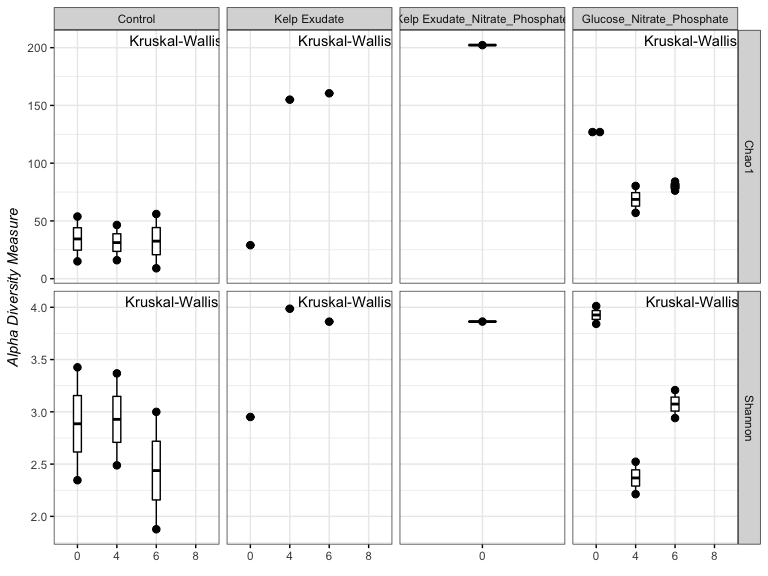 Control
Kelp Exudate
Kelp Exudate_Nitrate_Phosphate
Glucose_Nitrate_Phosphate
Kruskal-Wallis
Kruskal-Wallis
Kruskal-Wallis
200
150
100
50
0
Chao1
Kruskal-Wallis
Kruskal-Wallis
Kruskal-Wallis
4.0
3.5
3.0
2.5
2.0
Shannon
Alpha Diversity Measure
0 4 6 8
0 4 6 8
0
0 4 6 8